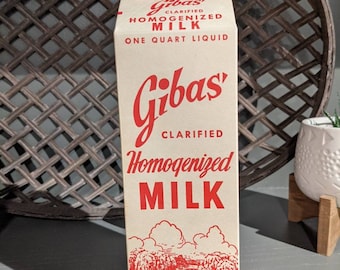 Gibas'
CLARIFIED
HOMOGENIZED
MILK
ONE QUART LIQUID
Gibas'
CLARIFIED
Homogenized
MILK